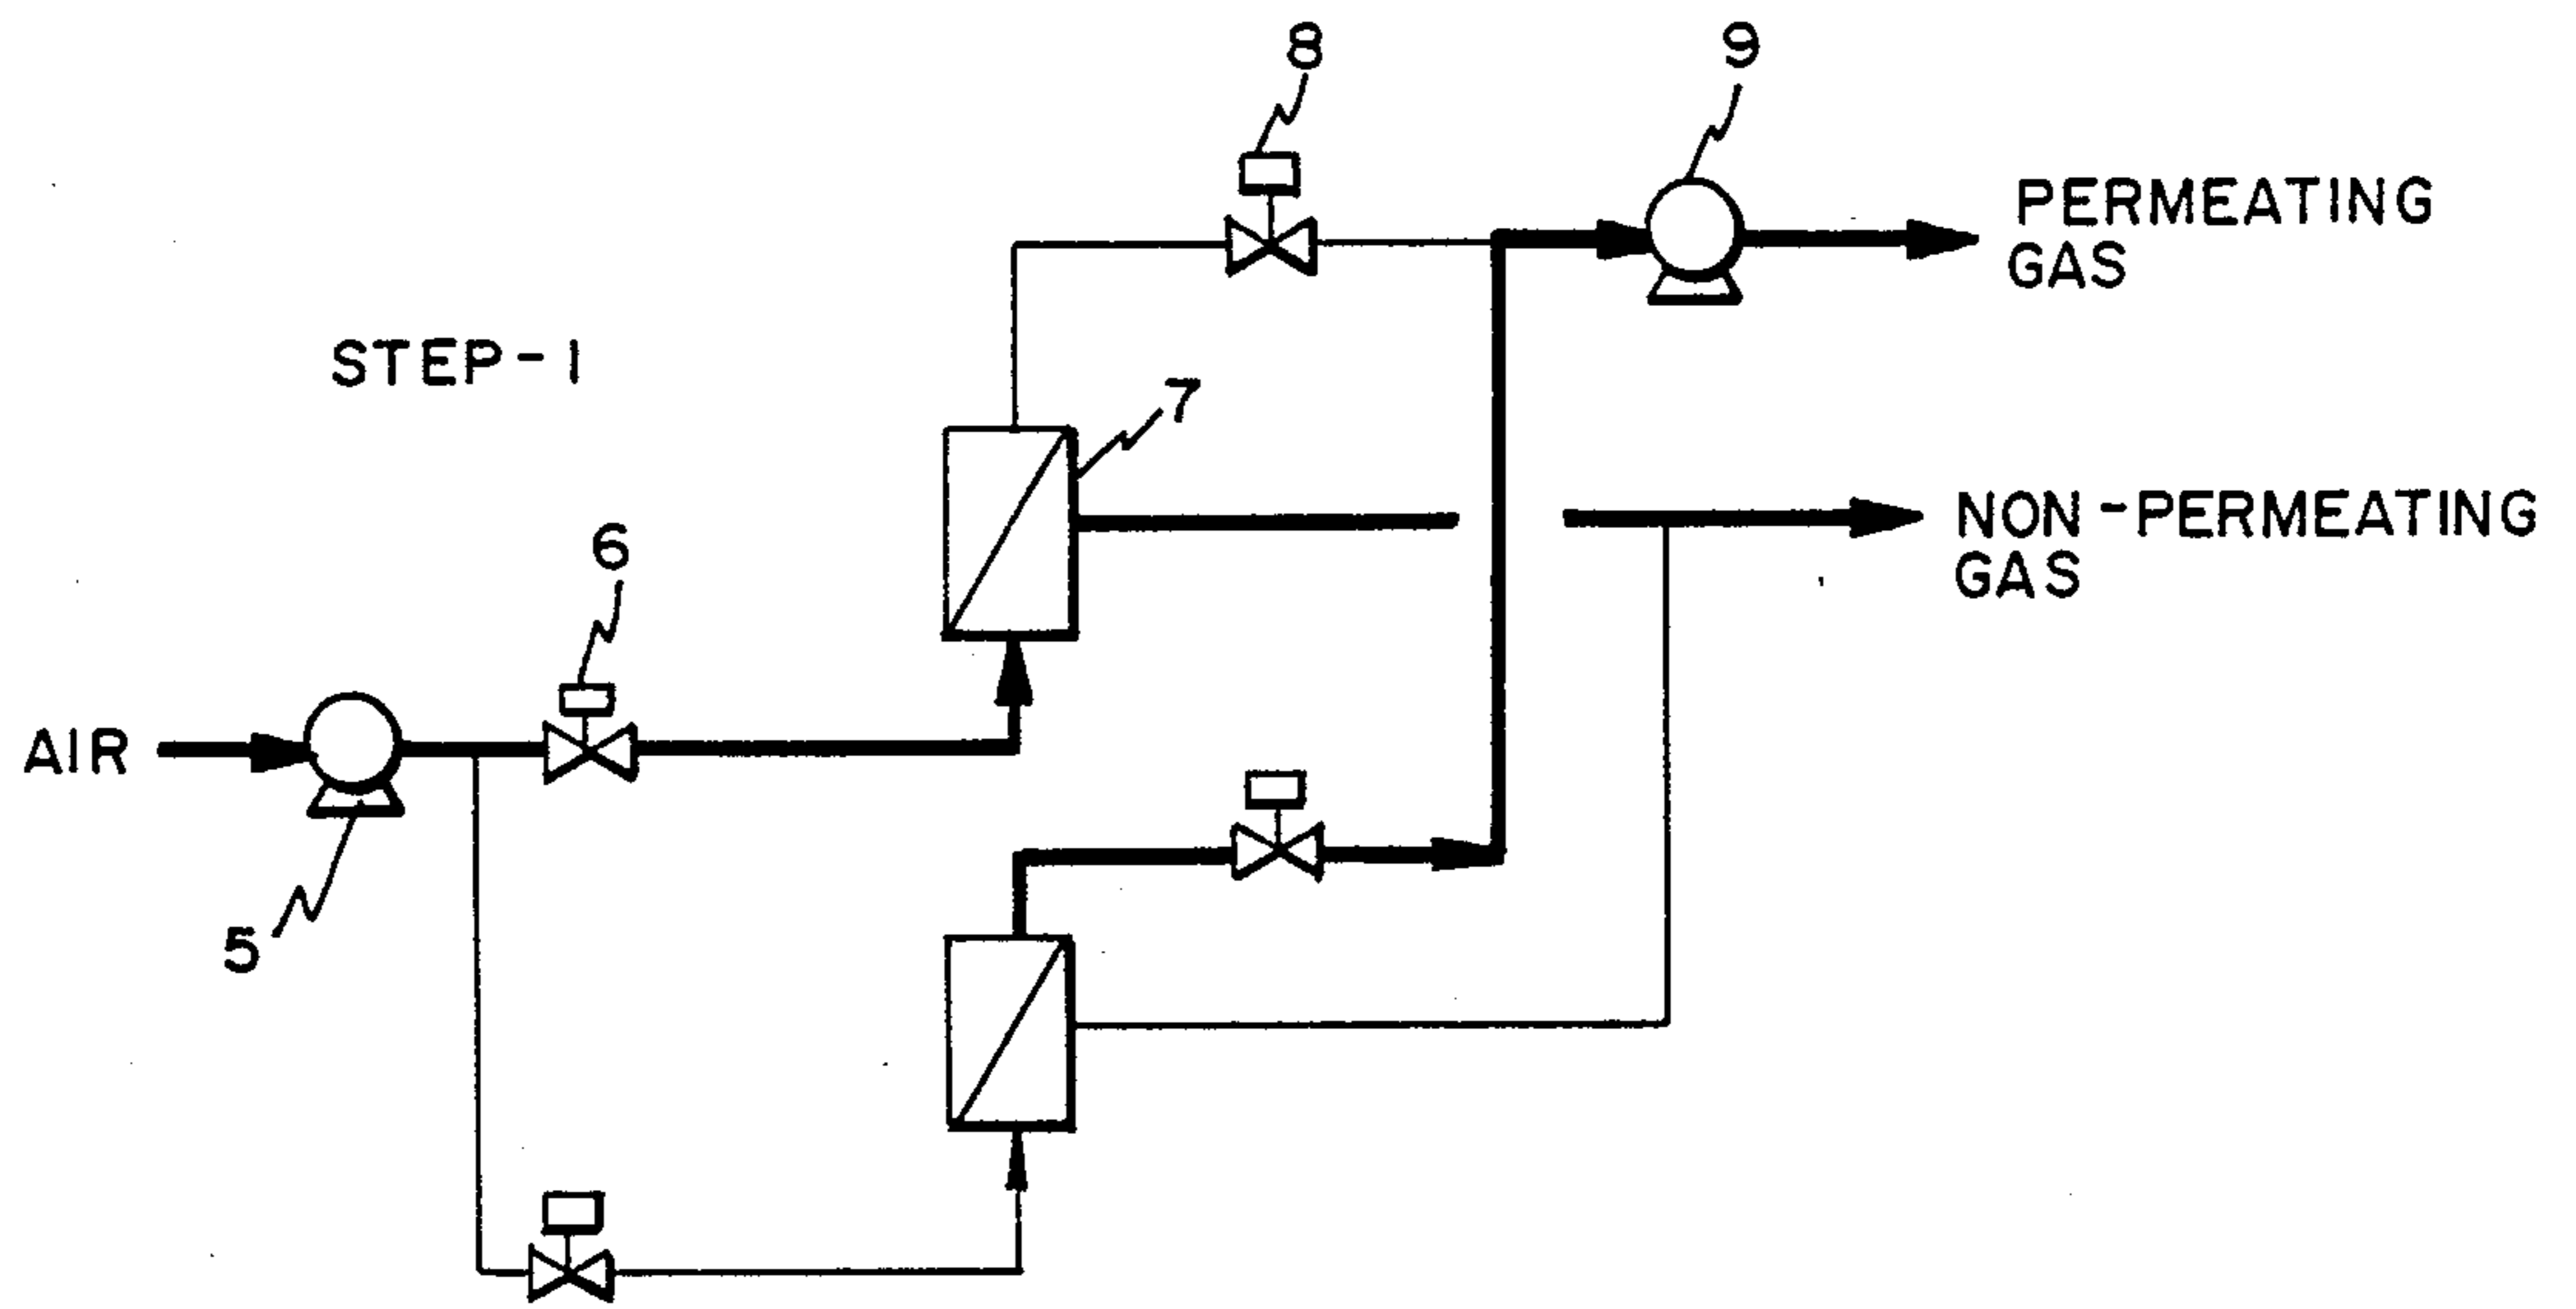 8
9
PERMEATING
GAS
STEP-1
7
NON-PERMEATING
GAS
6
AIR
5